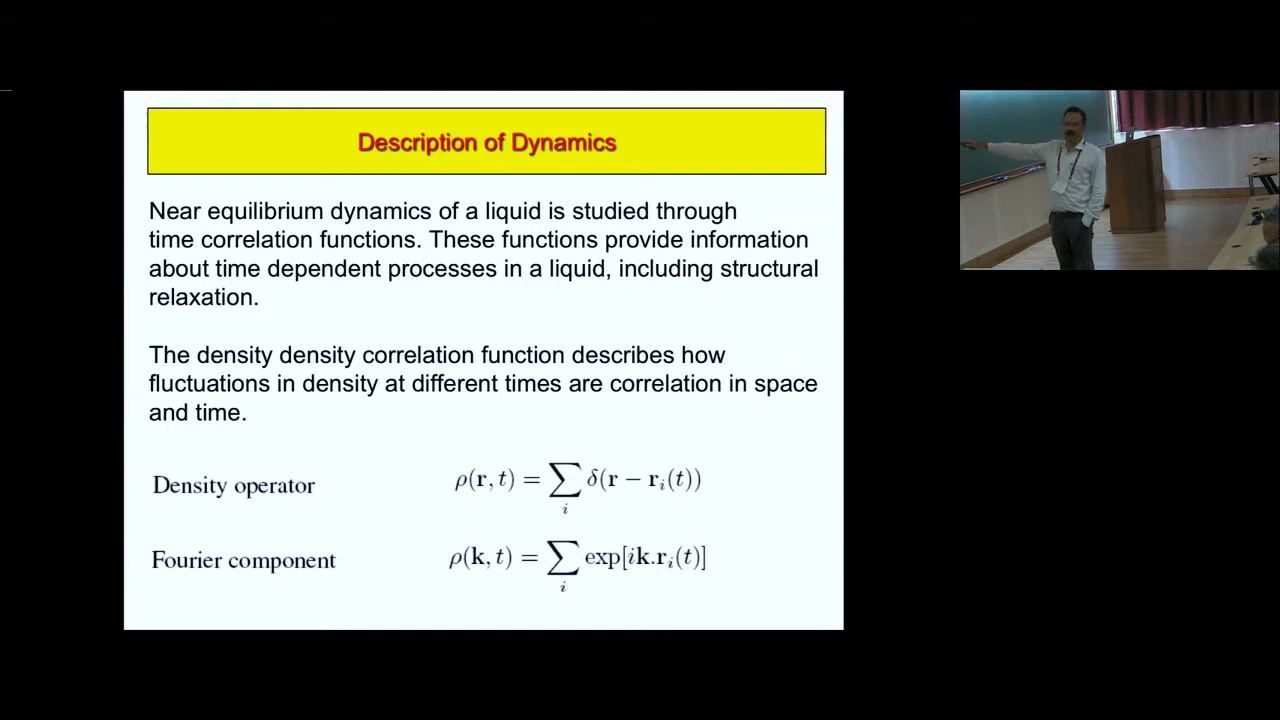 Description of Dynamics
Near equilibrium dynamics of a liquid is studied through
time correlation functions. These functions provide information
about time dependent processes in a liquid, including structural
relaxation.
The density density correlation function describes how
fluctuations in density at different times are correlation in space
and time.
Density operator ρ(r, t) = ∑_i δ(r − r_i(t))
Fourier component ρ(k, t) = ∑_i exp[ik.r_i(t)]